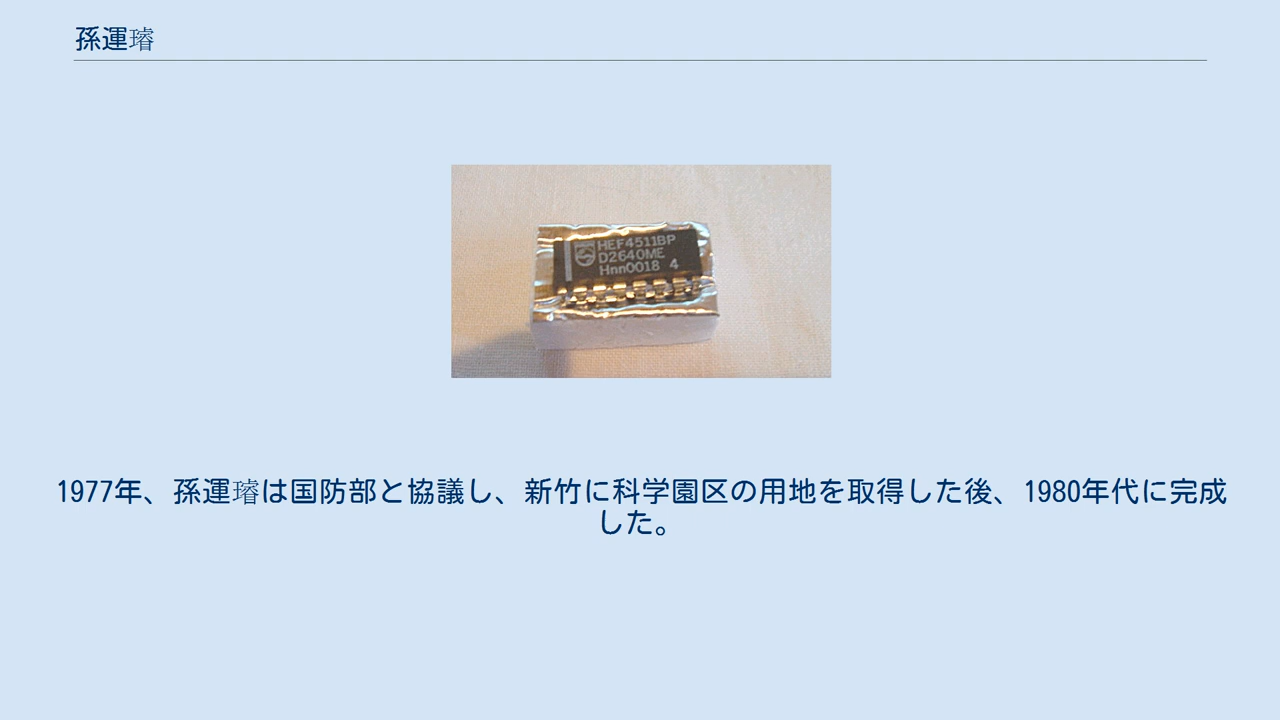 孫運璿
HEF4511BP
D2640ME
Hnn0018 4
1977年、孫運璿は国防部と協議し、新竹に科学園区の用地を取得した後、1980年代に完成
した。